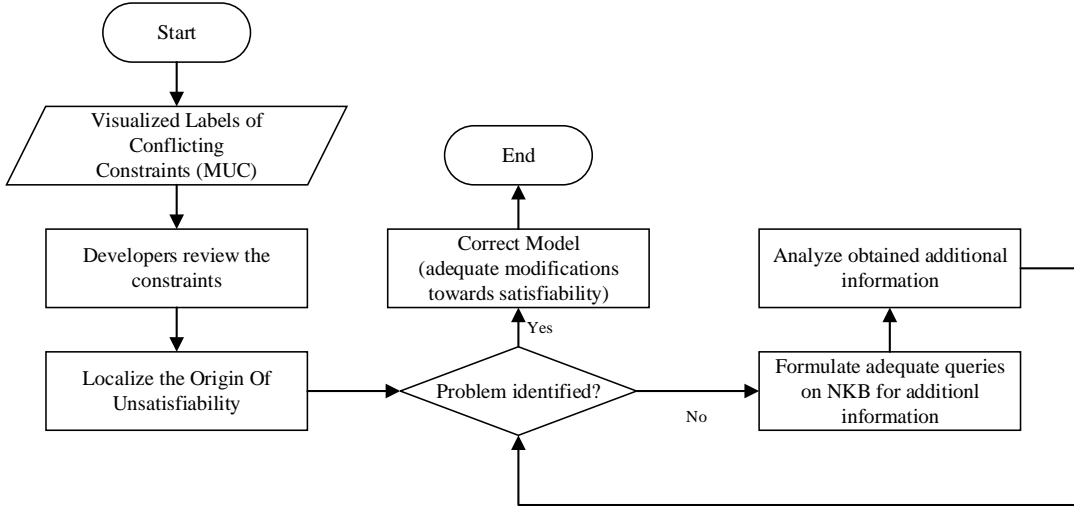 Start
Visualized Labels of
Conflicting
Constraints (MUC)
Developers review the
constraints
Localize the Origin Of
Unsatisfiability
End
Correct Model
(adequate modifications
towards satisfiability)
Yes
Problem identified?
No
Analyze obtained additional
information
Formulate adequate queries
on NKB for additionl
information